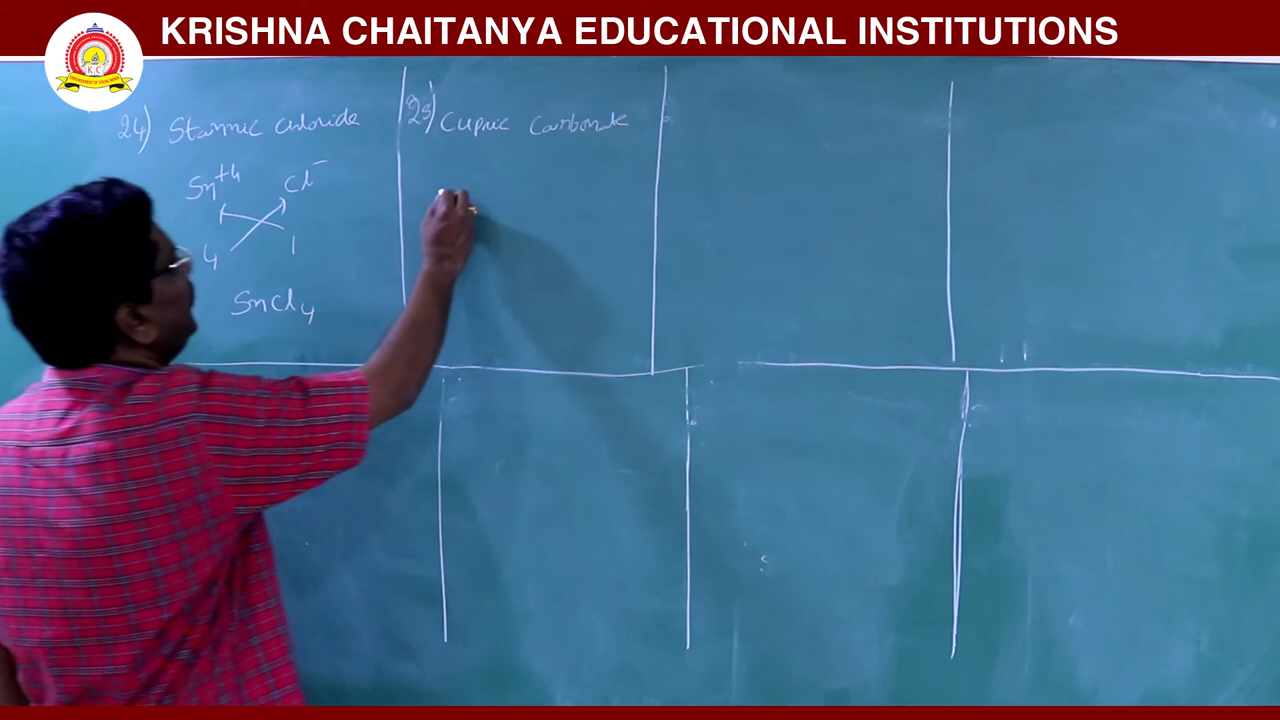 KRISHNA CHAITANYA EDUCATIONAL INSTITUTIONS
K C
24) Stannic chloride
Sn+4 Cl-
4 1
SnCl4
25) Cupric Carbonate